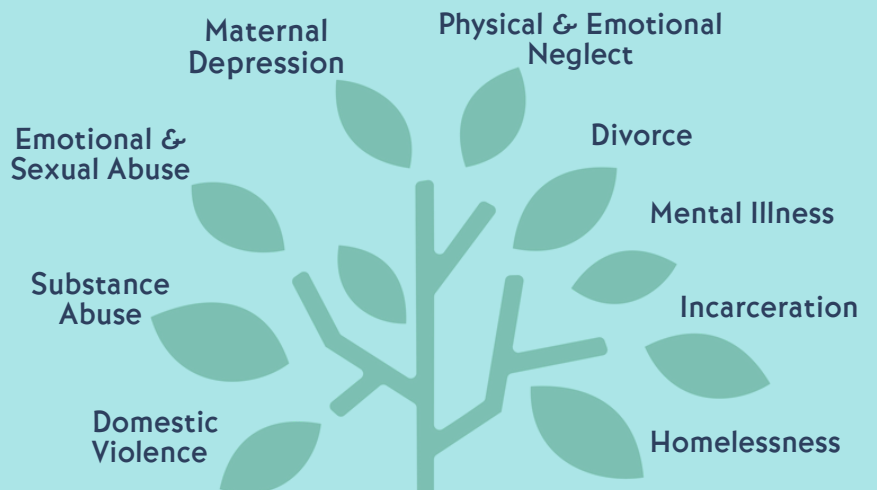 Maternal
Depression
Physical & Emotional
Neglect
Emotional &
Sexual Abuse
Divorce
Mental Illness
Substance
Abuse
Incarceration
Domestic
Violence
Homelessness